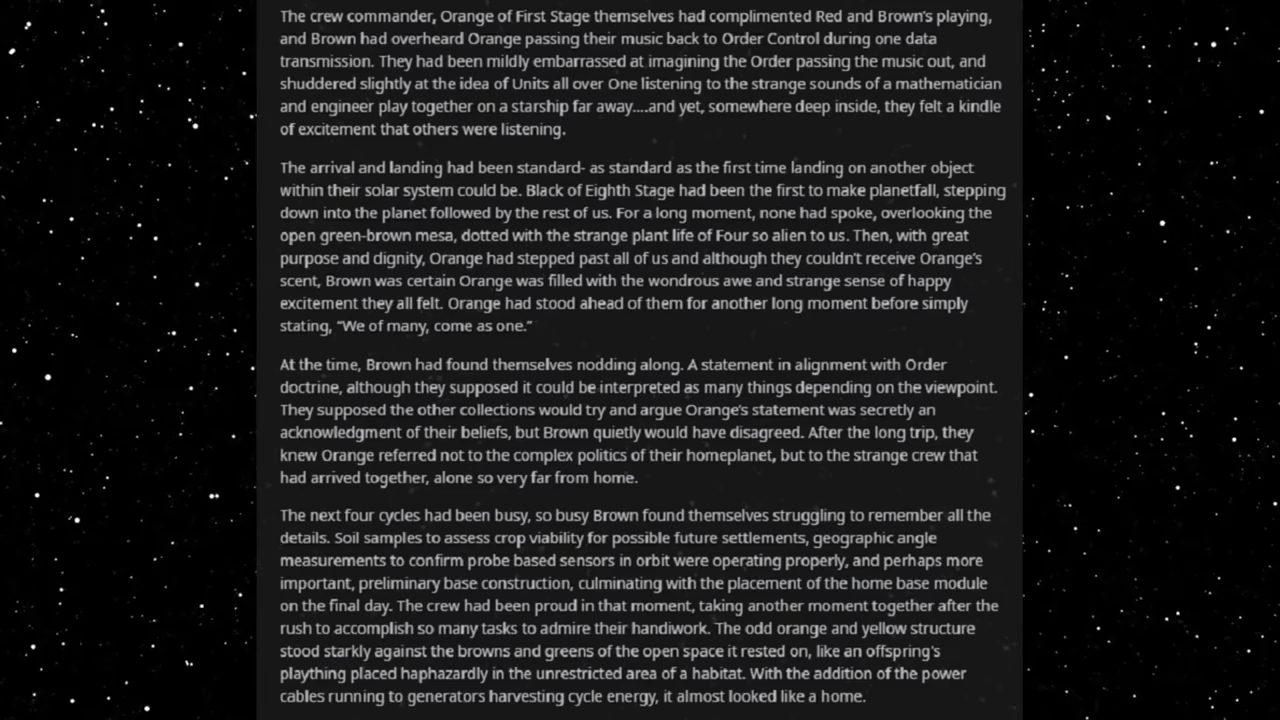 The crew commander, Orange of First Stage themselves had complimented Red and Brown's playing,
and Brown had overheard Orange passing their music back to Order Control during one data
transmission. They had been mildly embarrassed at imagining the Order passing the music out, and
shuddered slightly at the idea of Units all over One listening to the strange sounds of a mathematician
and engineer play together on a starship far away....and yet, somewhere deep inside, they felt a kindle
of excitement that others were listening.
The arrival and landing had been standard- as standard as the first time landing on another object
within their solar system could be. Black of Eighth Stage had been the first to make planetfall, stepping
down into the planet followed by the rest of us. For a long moment, none had spoke, overlooking the
open green-brown mesa, dotted with the strange plant life of Four so alien to us. Then, with great
purpose and dignity, Orange had stepped past all of us and although they couldn't receive Orange's
scent, Brown was certain Orange was filled with the wondrous awe and strange sense of happy
excitement they all felt. Orange had stood ahead of them for another long moment before simply
stating, "We of many, come as one."
At the time, Brown had found themselves nodding along. A statement in alignment with Order
doctrine, although they supposed it could be interpreted as many things depending on the viewpoint.
They supposed the other collections would try and argue Orange's statement was secretly an
acknowledgment of their beliefs, but Brown quietly would have disagreed. After the long trip, they
knew Orange referred not to the complex politics of their homeplanet, but to the strange crew that
had arrived together, alone so very far from home.
The next four cycles had been busy, so busy Brown found themselves struggling to remember all the
details. Soil samples to assess crop viability for possible future settlements, geographic angle
measurements to confirm probe based sensors in orbit were operating properly, and perhaps more
important, preliminary base construction, culminating with the placement of the home base module
on the final day. The crew had been proud in that moment, taking another moment together after the
rush to accomplish so many tasks to admire their handiwork. The odd orange and yellow structure
stood starkly against the browns and greens of the open space it rested on, like an offspring's
plaything placed haphazardly in the unrestricted area of a habitat. With the addition of the power
cables running to generators harvesting cycle energy, it almost looked like a home.